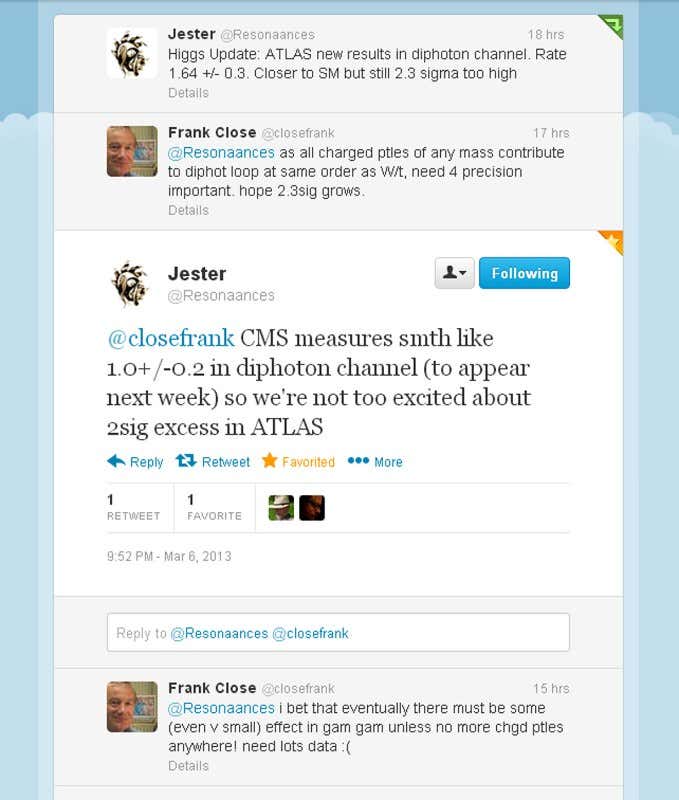 Jester @Resonaances 18 hrs
Higgs Update: ATLAS new results in diphoton channel. Rate
1.64 +/- 0.3. Closer to SM but still 2.3 sigma too high
Details
Frank Close @closefrank 17 hrs
@Resonaances as all charged ptles of any mass contribute
to diphot loop at same order as W/t, need 4 precision
important. hope 2.3sig grows.
Details
Jester
@Resonaances
Following
@closefrank CMS measures smth like
1.0+/-0.2 in diphoton channel (to appear
next week) so we're not too excited about
2sig excess in ATLAS
Reply Retweet Favorited More
1 1
RETWEET FAVORITE
9:52 PM - Mar 6, 2013
Reply to @Resonaances @closefrank
Frank Close @closefrank 15 hrs
@Resonaances i bet that eventually there must be some
(even v small) effect in gam gam unless no more chgd ptles
anywhere! need lots data :(
Details